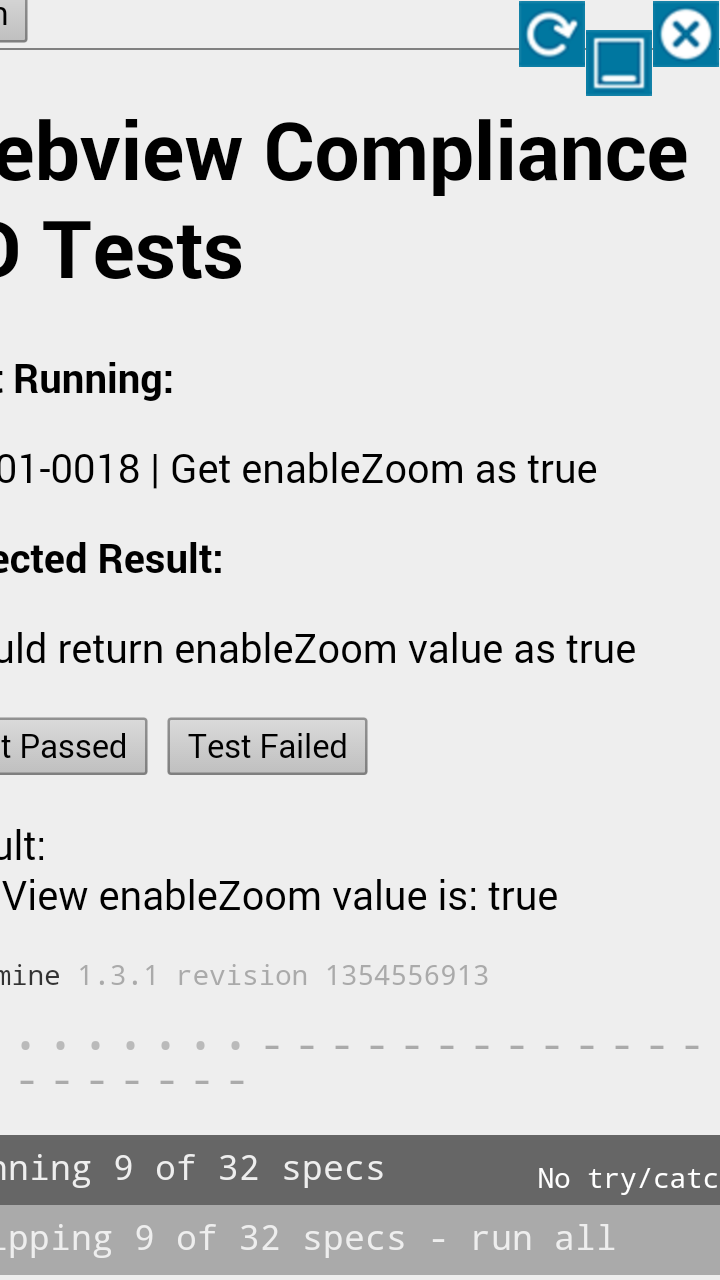 n
ebview Compliance
D Tests
t Running:
01-0018 | Get enableZoom as true
ected Result:
uld return enableZoom value as true
t Passed
Test Failed
ult:
View enableZoom value is: true
mine 1.3.1 revision 1354556913
• • • • • • • - - - - - - - - - - - - -
- - - - - - -
nning 9 of 32 specs
No try/catc
ipping 9 of 32 specs - run all